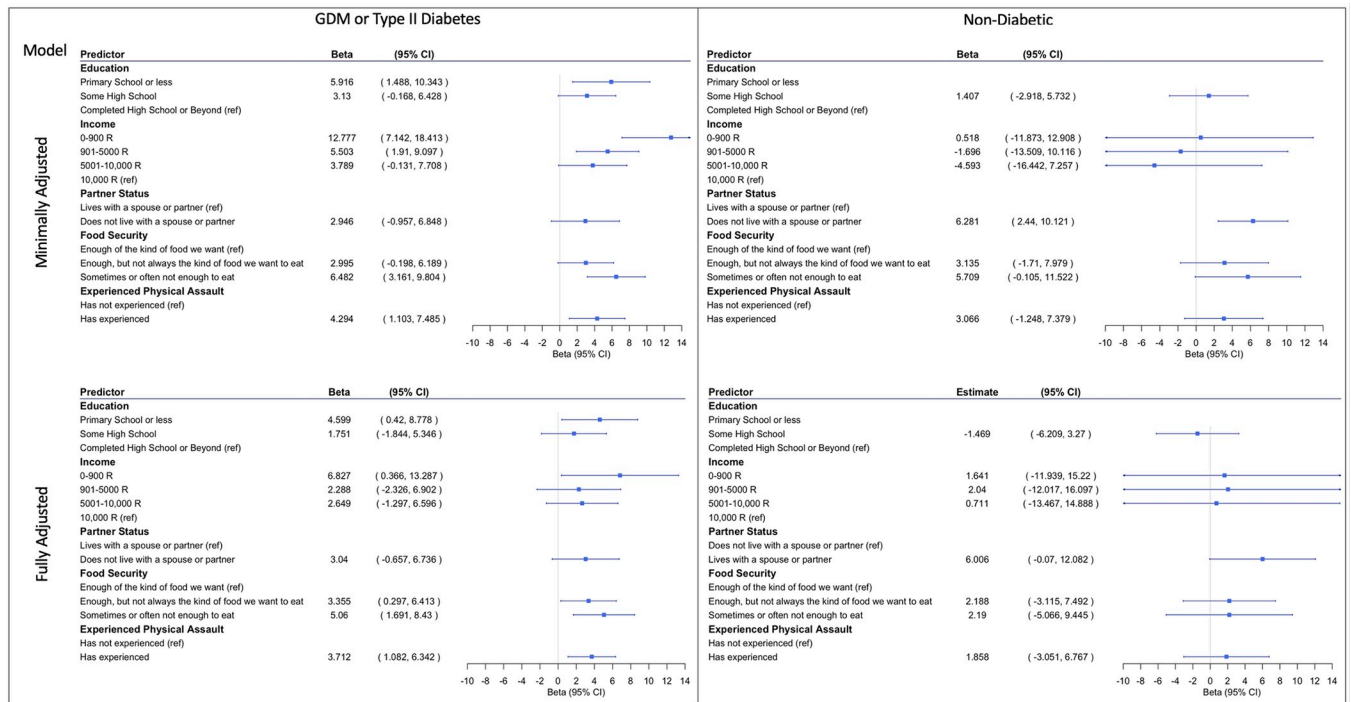 GDM or Type II Diabetes
Model
Minimally Adjusted
Predictor Beta (95% CI)
Education
Primary School or less 5.916 ( 1.488, 10.343 )
Some High School 3.13 ( -0.168, 6.428 )
Completed High School or Beyond (ref)
Income
0-900 R 12.777 ( 7.142, 18.413 )
901-5000 R 5.503 ( 1.91, 9.097 )
5001-10,000 R 3.789 ( -0.131, 7.708 )
10,000 R (ref)
Partner Status
Lives with a spouse or partner (ref)
Does not live with a spouse or partner 2.946 ( -0.957, 6.848 )
Food Security
Enough of the kind of food we want (ref)
Enough, but not always the kind of food we want to eat 2.995 ( -0.198, 6.189 )
Sometimes or often not enough to eat 6.482 ( 3.161, 9.804 )
Experienced Physical Assault
Has not experienced (ref)
Has experienced 4.294 ( 1.103, 7.485 )
-10 -8 -6 -4 -2 0 2 4 6 8 10 12 14
Beta (95% CI)
Non-Diabetic
Predictor Beta (95% CI)
Education
Primary School or less
Some High School 1.407 ( -2.918, 5.732 )
Completed High School or Beyond (ref)
Income
0-900 R 0.518 ( -11.873, 12.908 )
901-5000 R -1.696 ( -13.509, 10.116 )
5001-10,000 R -4.593 ( -16.442, 7.257 )
10,000 R (ref)
Partner Status
Lives with a spouse or partner (ref)
Does not live with a spouse or partner 6.281 ( 2.44, 10.121 )
Food Security
Enough of the kind of food we want (ref)
Enough, but not always the kind of food we want to eat 3.135 ( -1.71, 7.979 )
Sometimes or often not enough to eat 5.709 ( -0.105, 11.522 )
Experienced Physical Assault
Has not experienced (ref)
Has experienced 3.066 ( -1.248, 7.379 )
-10 -8 -6 -4 -2 0 2 4 6 8 10 12 14
Beta (95% CI)
Fully Adjusted
Predictor Beta (95% CI)
Education
Primary School or less 4.599 ( 0.42, 8.778 )
Some High School 1.751 ( -1.844, 5.346 )
Completed High School or Beyond (ref)
Income
0-900 R 6.827 ( 0.366, 13.287 )
901-5000 R 2.288 ( -2.326, 6.902 )
5001-10,000 R 2.649 ( -1.297, 6.596 )
10,000 R (ref)
Partner Status
Lives with a spouse or partner (ref)
Does not live with a spouse or partner 3.04 ( -0.657, 6.736 )
Food Security
Enough of the kind of food we want (ref)
Enough, but not always the kind of food we want to eat 3.355 ( 0.297, 6.413 )
Sometimes or often not enough to eat 5.06 ( 1.691, 8.43 )
Experienced Physical Assault
Has not experienced (ref)
Has experienced 3.712 ( 1.082, 6.342 )
-10 -8 -6 -4 -2 0 2 4 6 8 10 12 14
Beta (95% CI)
Predictor Estimate (95% CI)
Education
Primary School or less
Some High School -1.469 ( -6.209, 3.27 )
Completed High School or Beyond (ref)
Income
0-900 R 1.641 ( -11.939, 15.22 )
901-5000 R 2.04 ( -12.017, 16.097 )
5001-10,000 R 0.711 ( -13.467, 14.888 )
10,000 R (ref)
Partner Status
Does not live with a spouse or partner (ref)
Lives with a spouse or partner 6.006 ( -0.07, 12.082 )
Food Security
Enough of the kind of food we want (ref)
Enough, but not always the kind of food we want to eat 2.188 ( -3.115, 7.492 )
Sometimes or often not enough to eat 2.19 ( -5.066, 9.445 )
Experienced Physical Assault
Has not experienced (ref)
Has experienced 1.858 ( -3.051, 6.767 )
-10 -8 -6 -4 -2 0 2 4 6 8 10 12 14
Beta (95% CI)